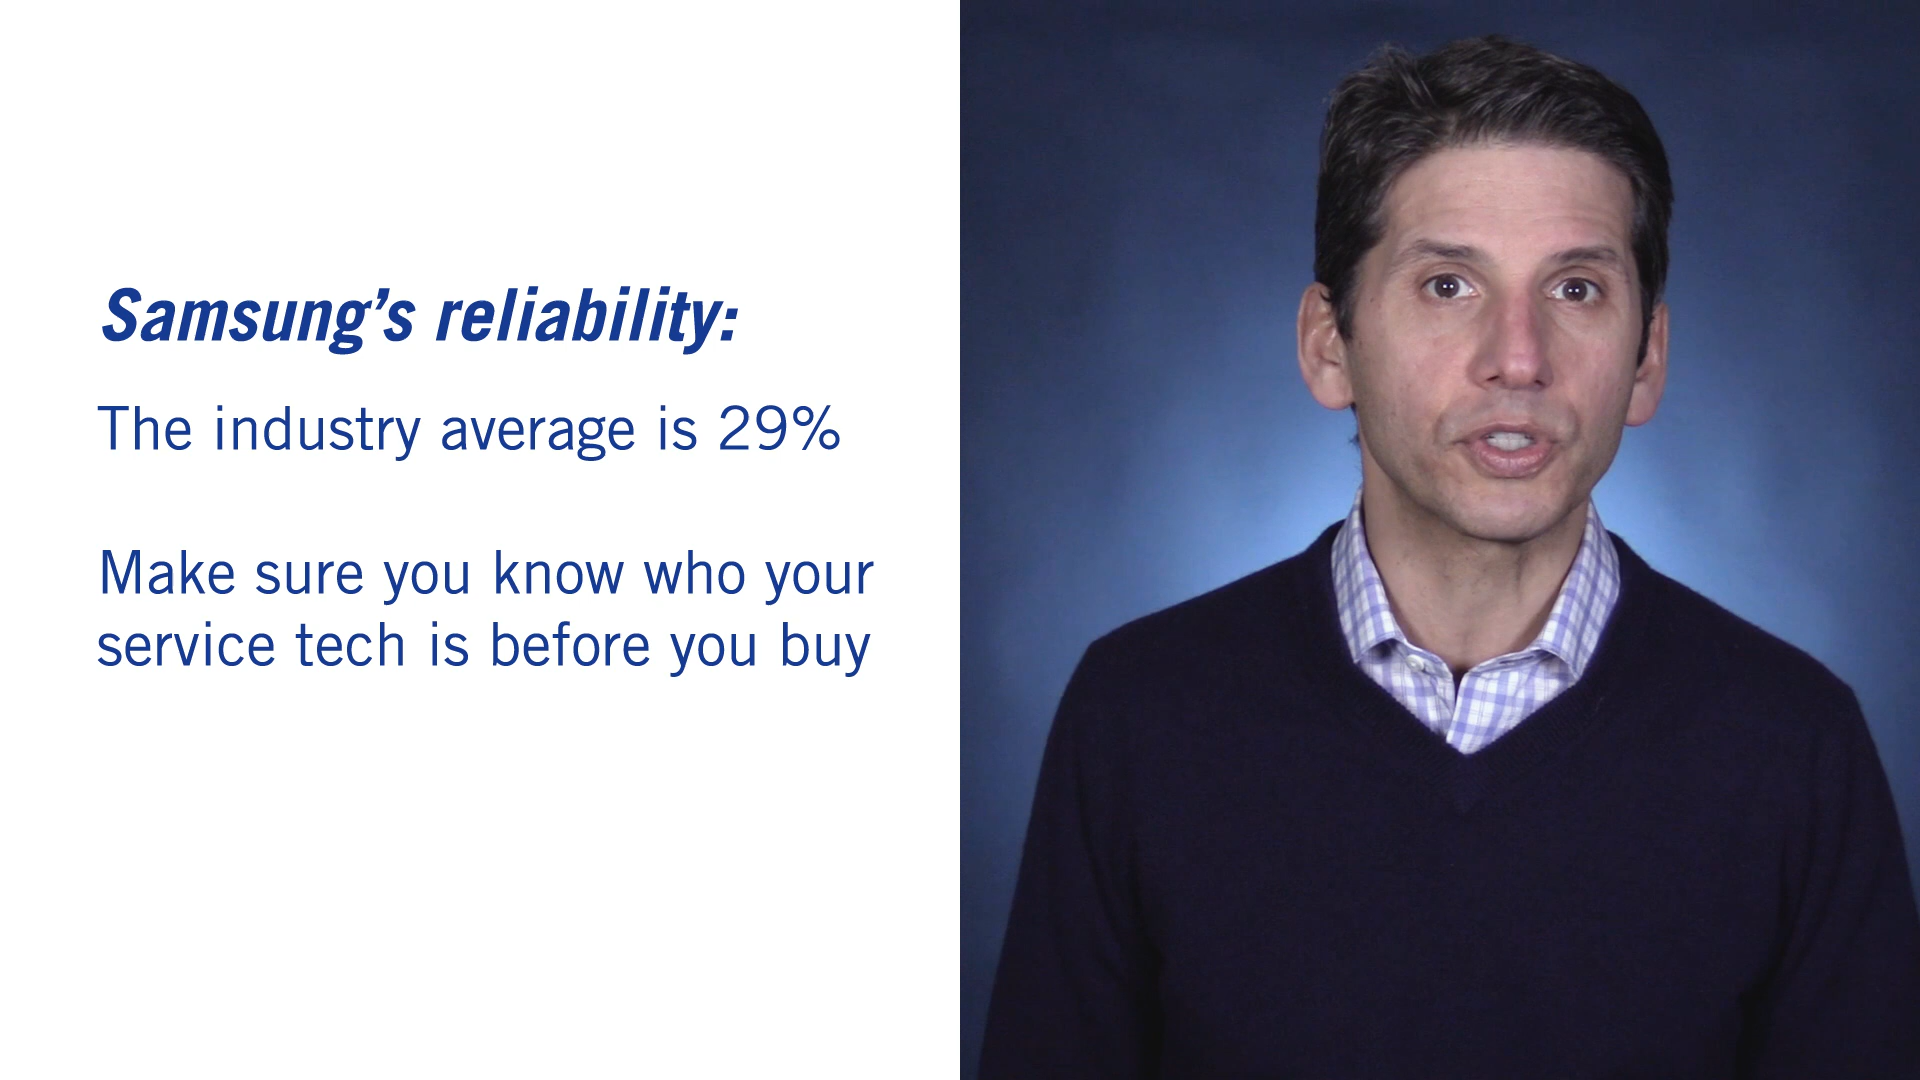 Samsung’s reliability:
The industry average is 29%
Make sure you know who your
service tech is before you buy